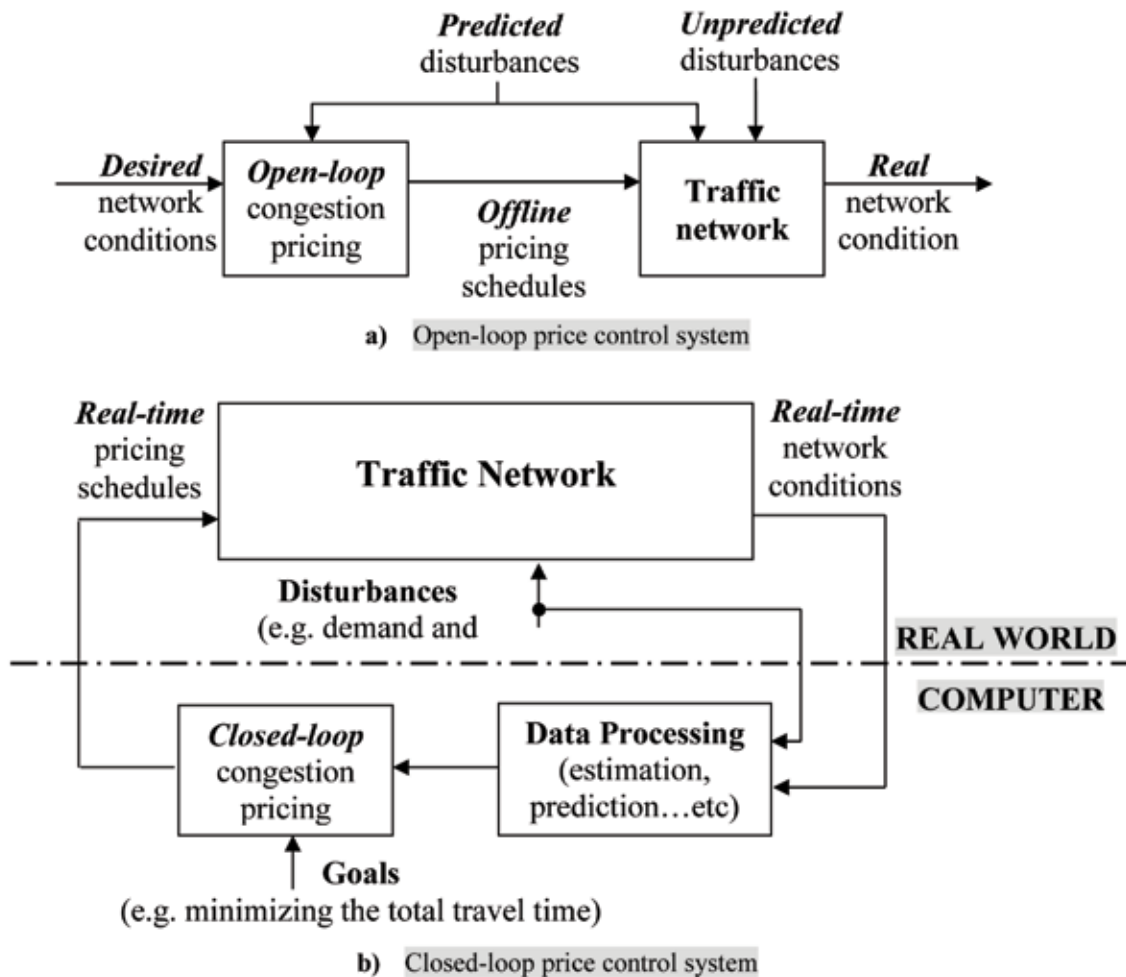 Predicted
disturbances
Unpredicted
disturbances
Desired
network
conditions
Open-loop
congestion
pricing
Offline
pricing
schedules
Traffic
network
Real
network
condition
a) Open-loop price control system
Real-time
pricing
schedules
Traffic Network
Real-time
network
conditions
Disturbances
(e.g. demand and
REAL WORLD
COMPUTER
Closed-loop
congestion
pricing
Data Processing
(estimation,
prediction…etc)
Goals
(e.g. minimizing the total travel time)
b) Closed-loop price control system